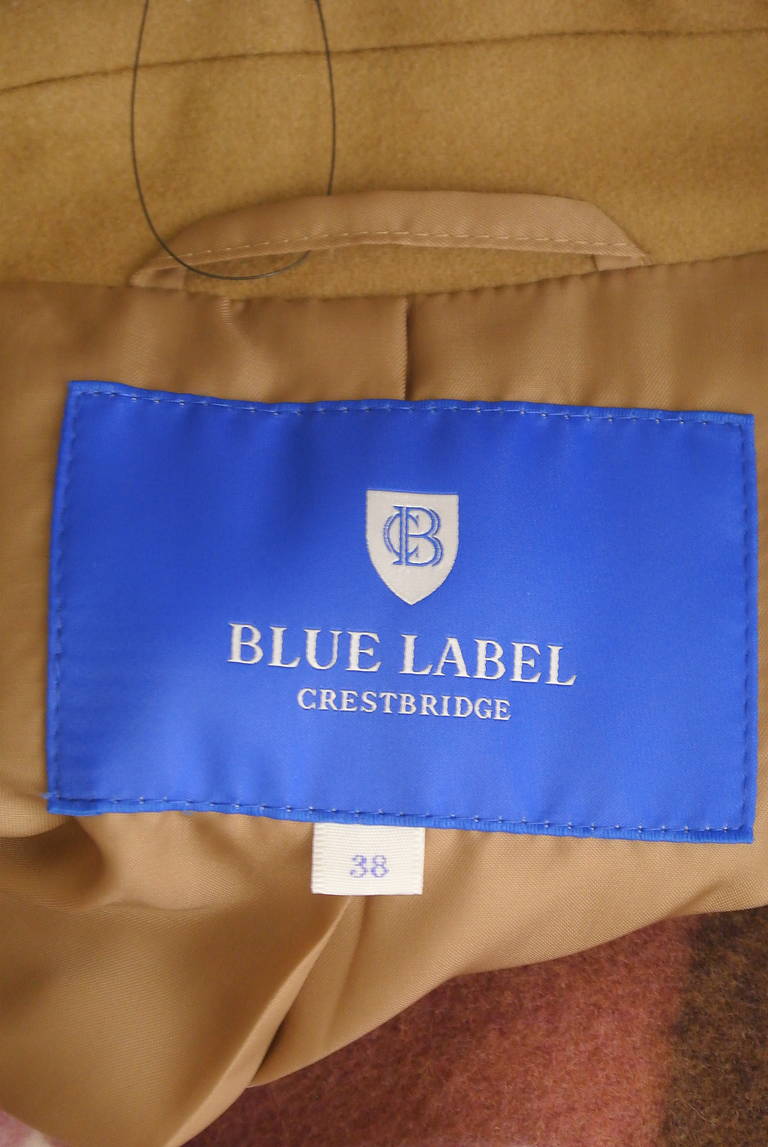 CB
BLUE LABEL
CRESTBRIDGE
38